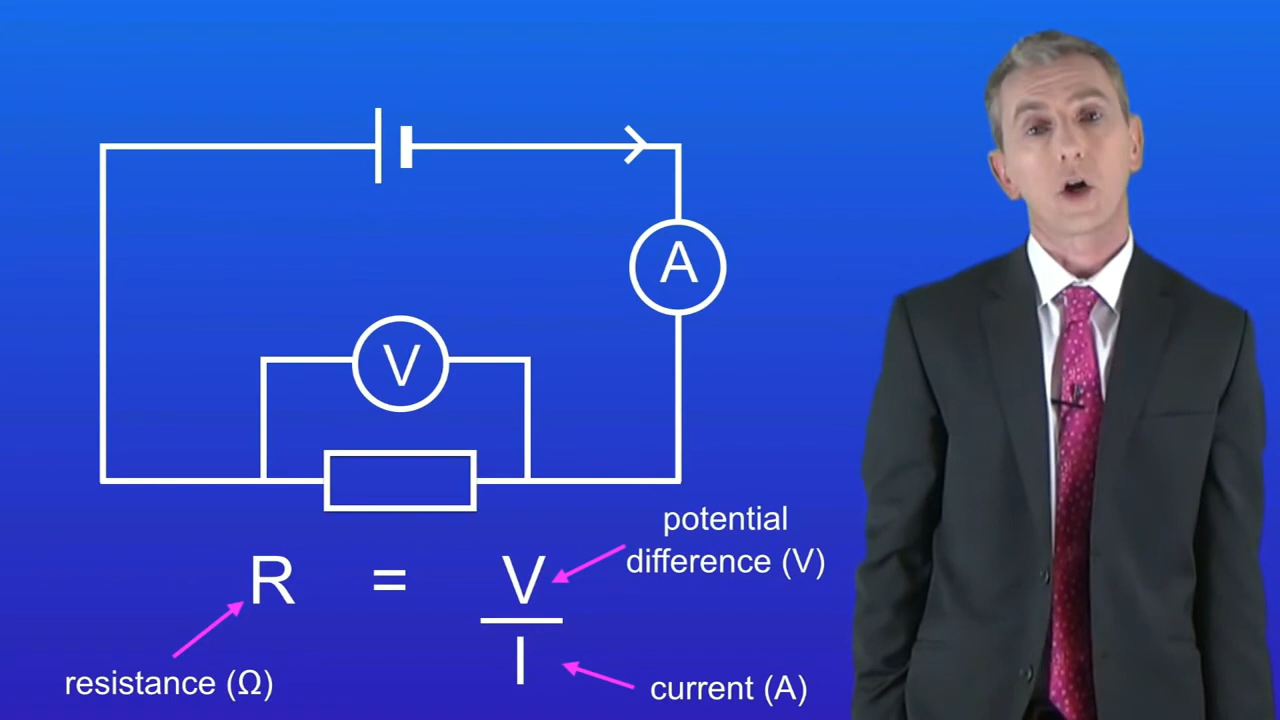 A
V
potential
difference (V)
R = V
I
resistance (Ω)
current (A)